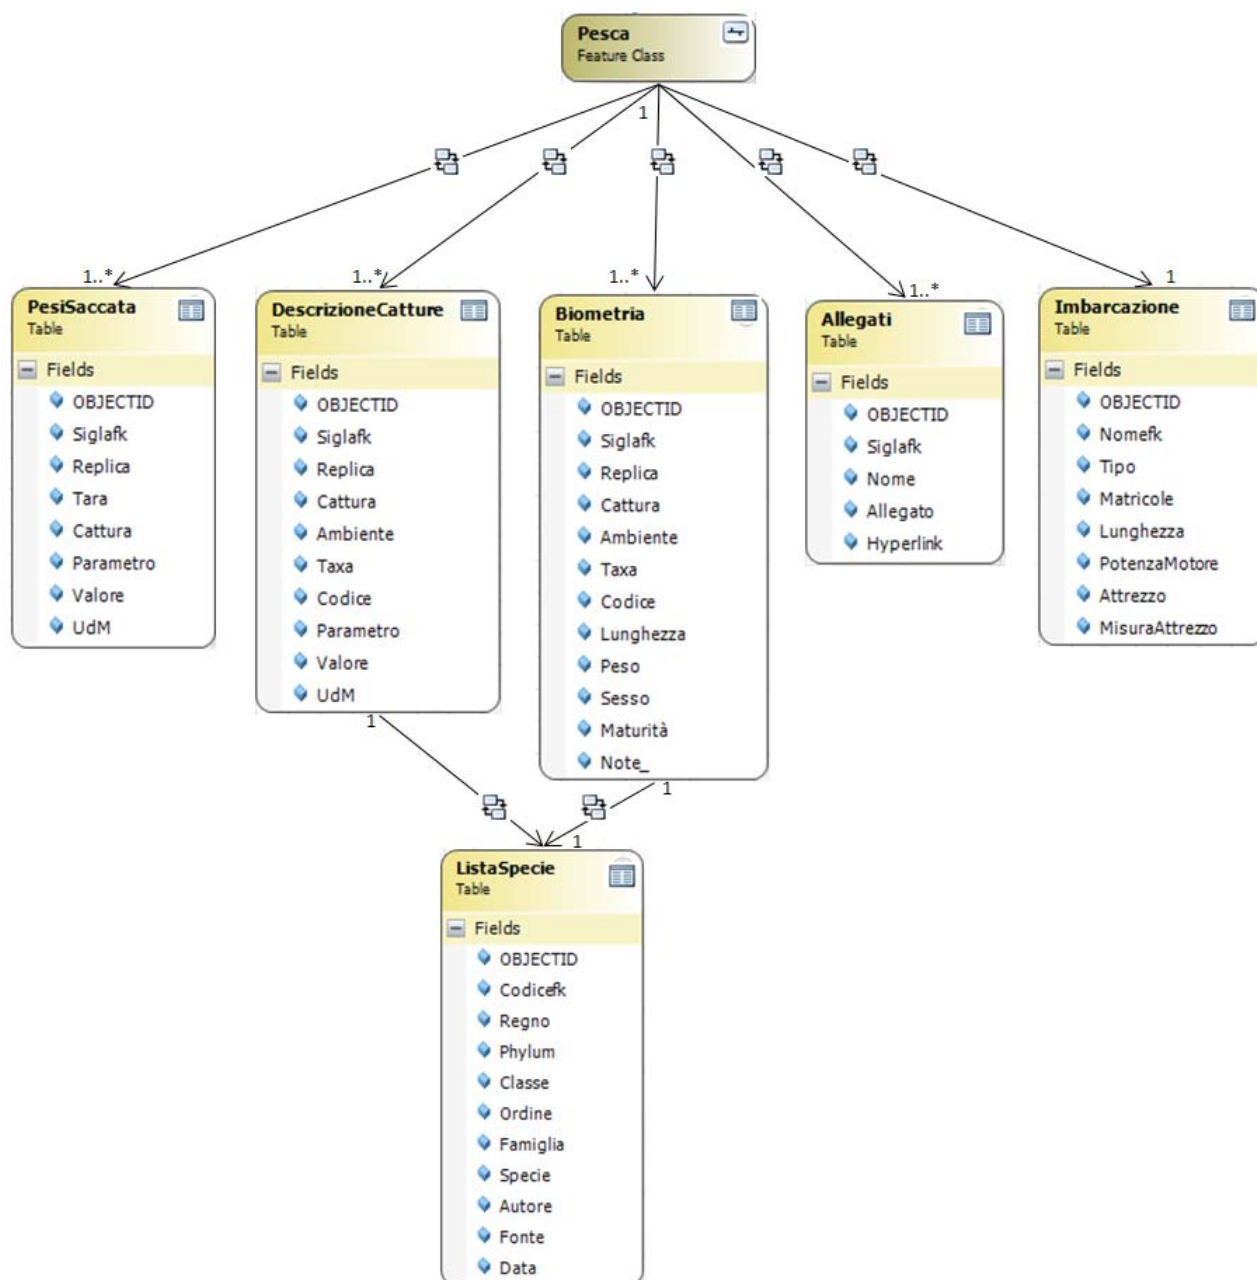 Pesca
Feature Class
1
1..*
1..*
1..*
1..*
1
PesiSaccata
Table
Fields
OBJECTID
Siglafk
Replica
Tara
Cattura
Parametro
Valore
UdM
DescrizioneCatture
Table
Fields
OBJECTID
Siglafk
Replica
Cattura
Ambiente
Taxa
Codice
Parametro
Valore
UdM
Biometria
Table
Fields
OBJECTID
Siglafk
Replica
Cattura
Ambiente
Taxa
Codice
Lunghezza
Peso
Sesso
Maturità
Note_
Allegati
Table
Fields
OBJECTID
Siglafk
Nome
Allegato
Hyperlink
Imbarcazione
Table
Fields
OBJECTID
Nomefk
Tipo
Matricole
Lunghezza
PotenzaMotore
Attrezzo
MisuraAttrezzo
1
1
1
ListaSpecie
Table
Fields
OBJECTID
Codicefk
Regno
Phylum
Classe
Ordine
Famiglia
Specie
Autore
Fonte
Data